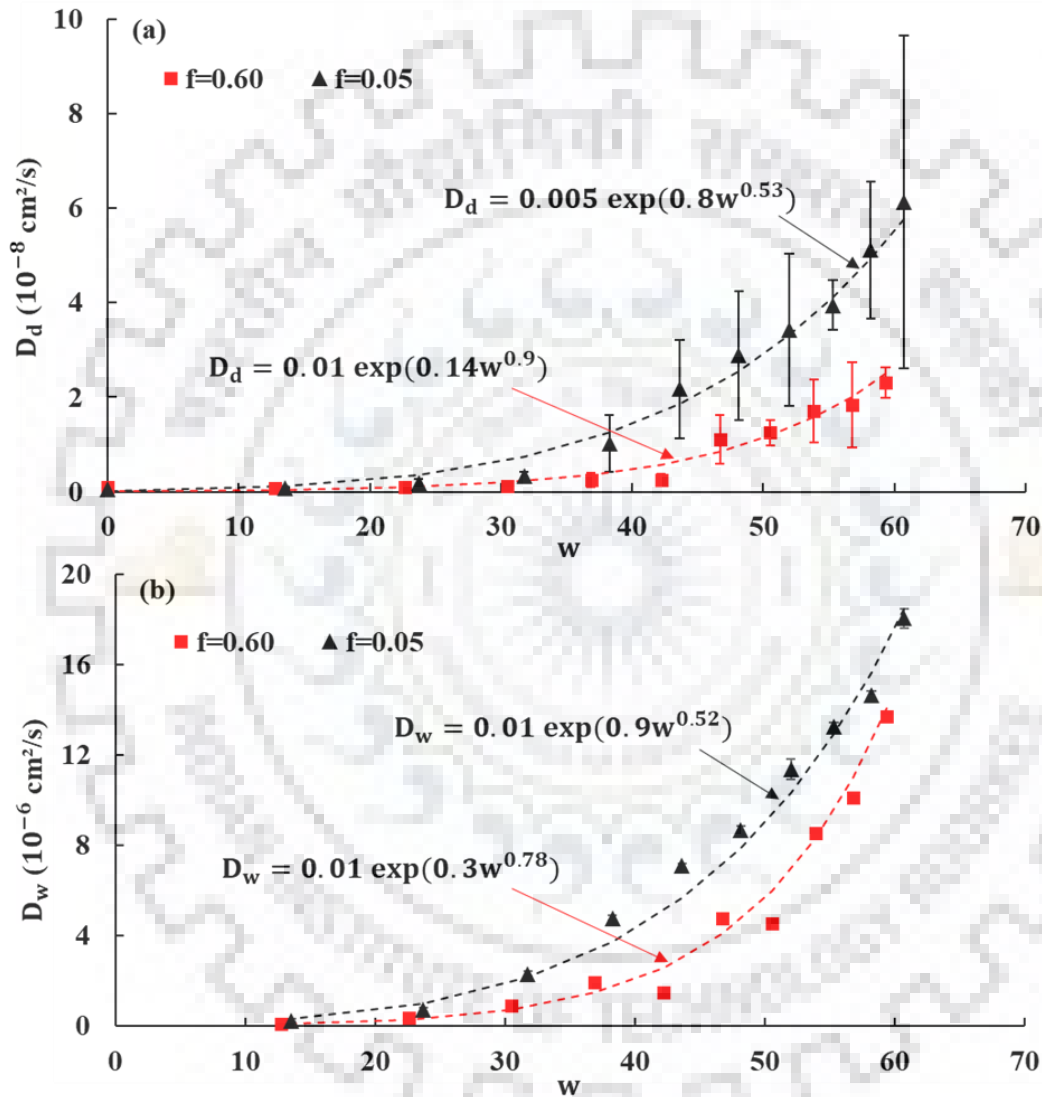 (a)
■ f=0.60 ▲ f=0.05
10
8
6
4
2
0
D_d (10⁻⁸ cm²/s)
D_d = 0.005 exp(0.8w^0.53)
D_d = 0.01 exp(0.14w^0.9)
0 10 20 30 40 50 60 70
w
(b)
■ f=0.60 ▲ f=0.05
20
16
12
8
4
0
D_w (10⁻⁶ cm²/s)
D_w = 0.01 exp(0.9w^0.52)
D_w = 0.01 exp(0.3w^0.78)
0 10 20 30 40 50 60 70
w